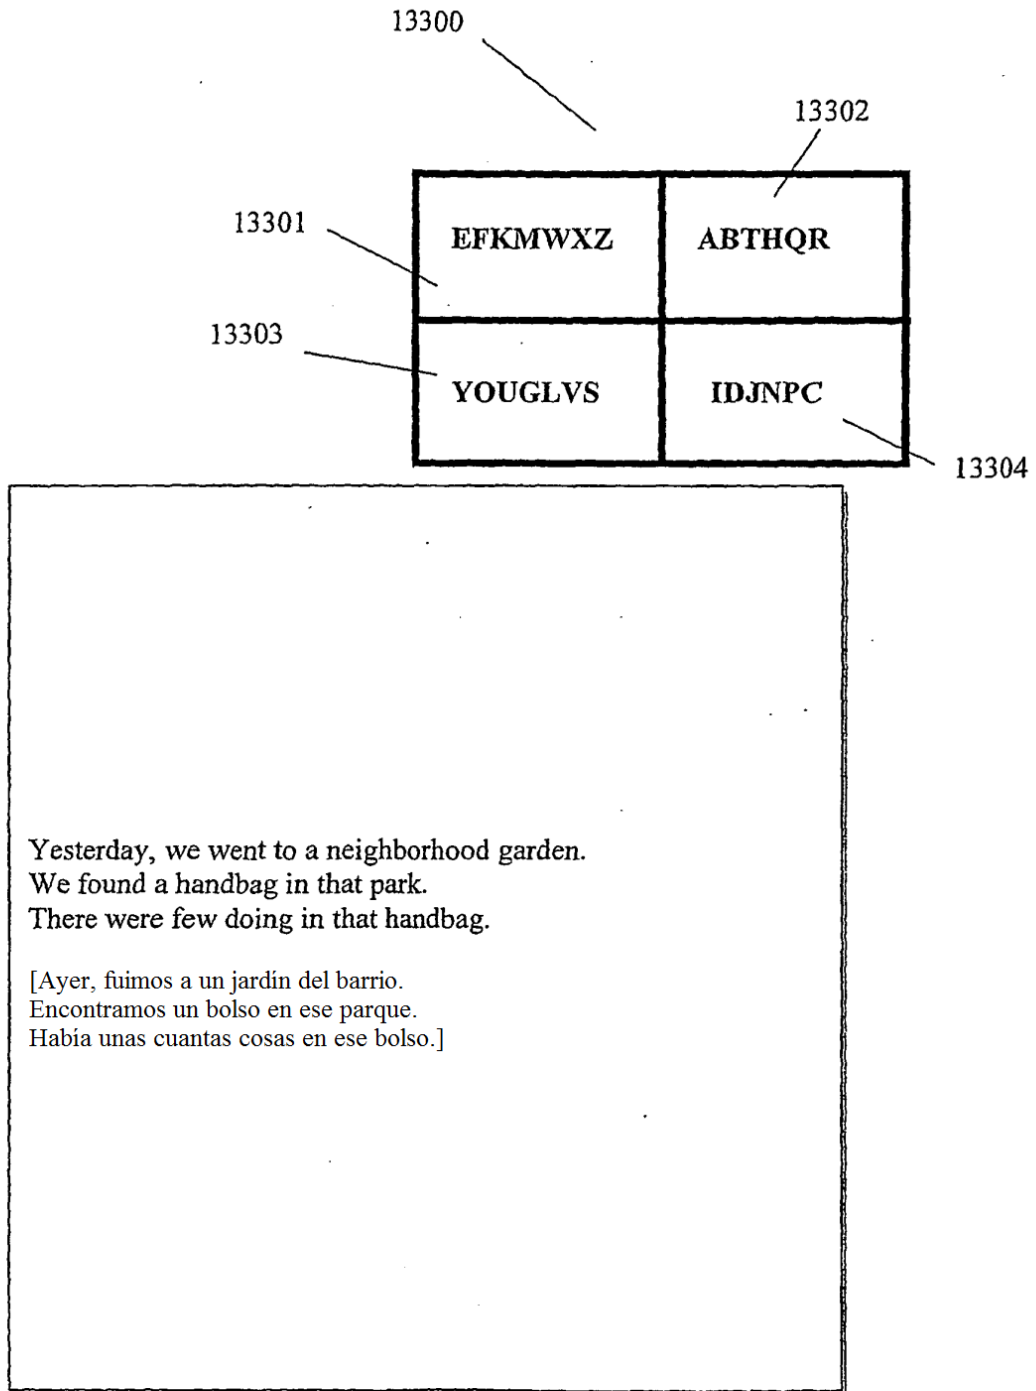 13300
13302
13301
EFKMWXZ
ABTHQR
13303
YOUGLVS
IDJNPC
13304
Yesterday, we went to a neighborhood garden.
We found a handbag in that park.
There were few doing in that handbag.
[Ayer, fuimos a un jardín del barrio.
Encontramos un bolso en ese parque.
Había unas cuantas cosas en ese bolso.]